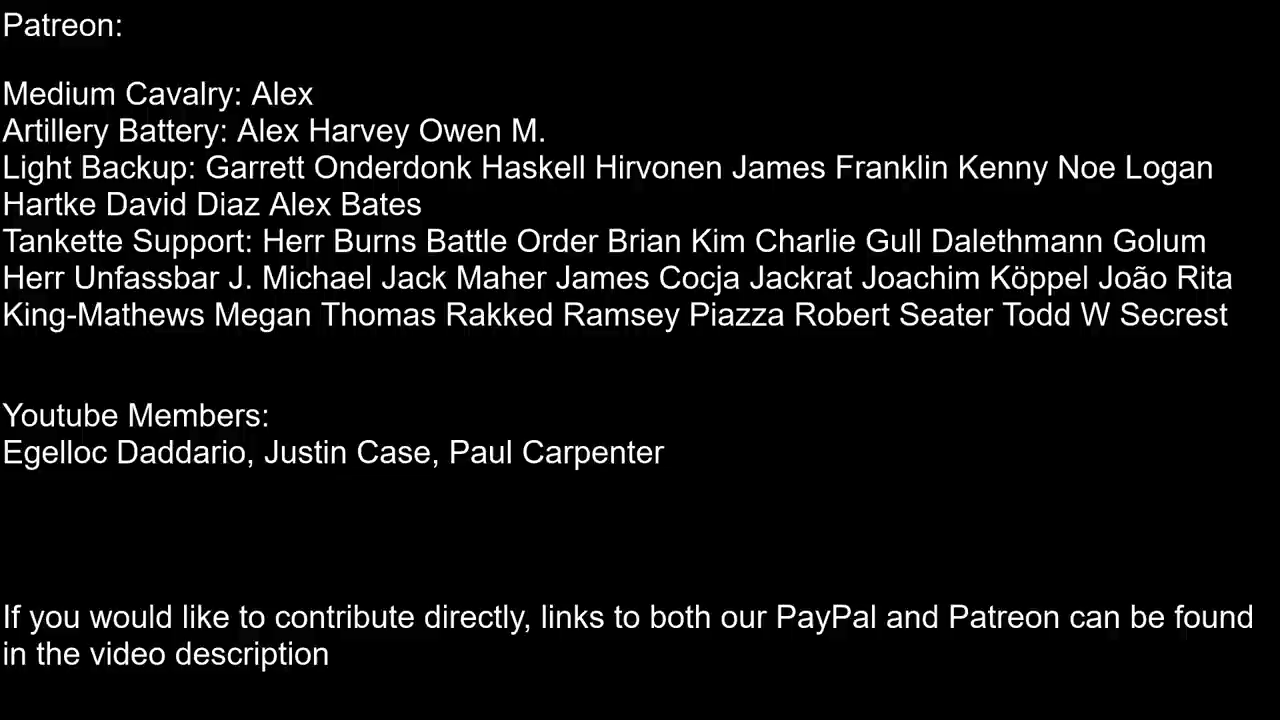 Patreon:
Medium Cavalry: Alex
Artillery Battery: Alex Harvey Owen M.
Light Backup: Garrett Onderdonk Haskell Hirvonen James Franklin Kenny Noe Logan
Hartke David Diaz Alex Bates
Tankette Support: Herr Burns Battle Order Brian Kim Charlie Gull Dalethmann Golum
Herr Unfassbar J. Michael Jack Maher James Cocja Jackrat Joachim Köppel João Rita
King-Mathews Megan Thomas Rakked Ramsey Piazza Robert Seater Todd W Secrest
Youtube Members:
Egelloc Daddario, Justin Case, Paul Carpenter
If you would like to contribute directly, links to both our PayPal and Patreon can be found
in the video description